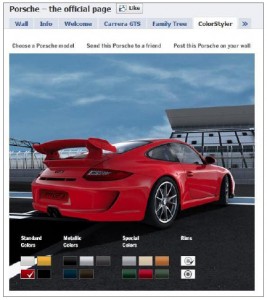 Porsche – the official page Like
Wall Info Welcome Carrera GTS Family Tree ColorStyler »
Choose a Porsche model Send this Porsche to a friend Post this Porsche on your wall
Standard Colors Metallic Colors Special Colors Rims